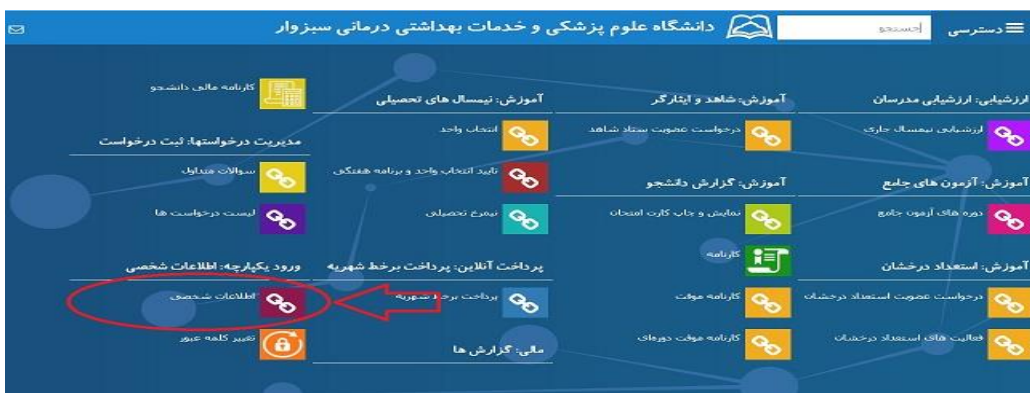 دسترسی
جستجو
دانشگاه علوم پزشکی و خدمات بهداشتی درمانی سبزوار
ارزشیابی: ارزشیابی مدرسان
ارزشیابی نیمسال جاری
آموزش: آزمون های جامع
دوره های آزمون جامع
آموزش: استعداد درخشان
درخواست عضویت استعداد درخشان
فعالیت های استعداد درخشان
آموزش: شاهد و ایثارگر
درخواست عضویت ستاد شاهد
آموزش: گزارش دانشجو
نمایش و چاپ کارت امتحان
کارنامه
کارنامه موقت
کارنامه موقت دوره‌ای
آموزش: نیمسال های تحصیلی
انتخاب واحد
تایید انتخاب واحد و برنامه هفتگی
نیمرخ تحصیلی
پرداخت آنلاین: پرداخت برخط شهریه
پرداخت برخط شهریه
مالی: گزارش ها
کارنامه مالی دانشجو
مدیریت درخواستها: ثبت درخواست
سوالات متداول
لیست درخواست ها
ورود یکپارچه: اطلاعات شخصی
اطلاعات شخصی
تغییر کلمه عبور